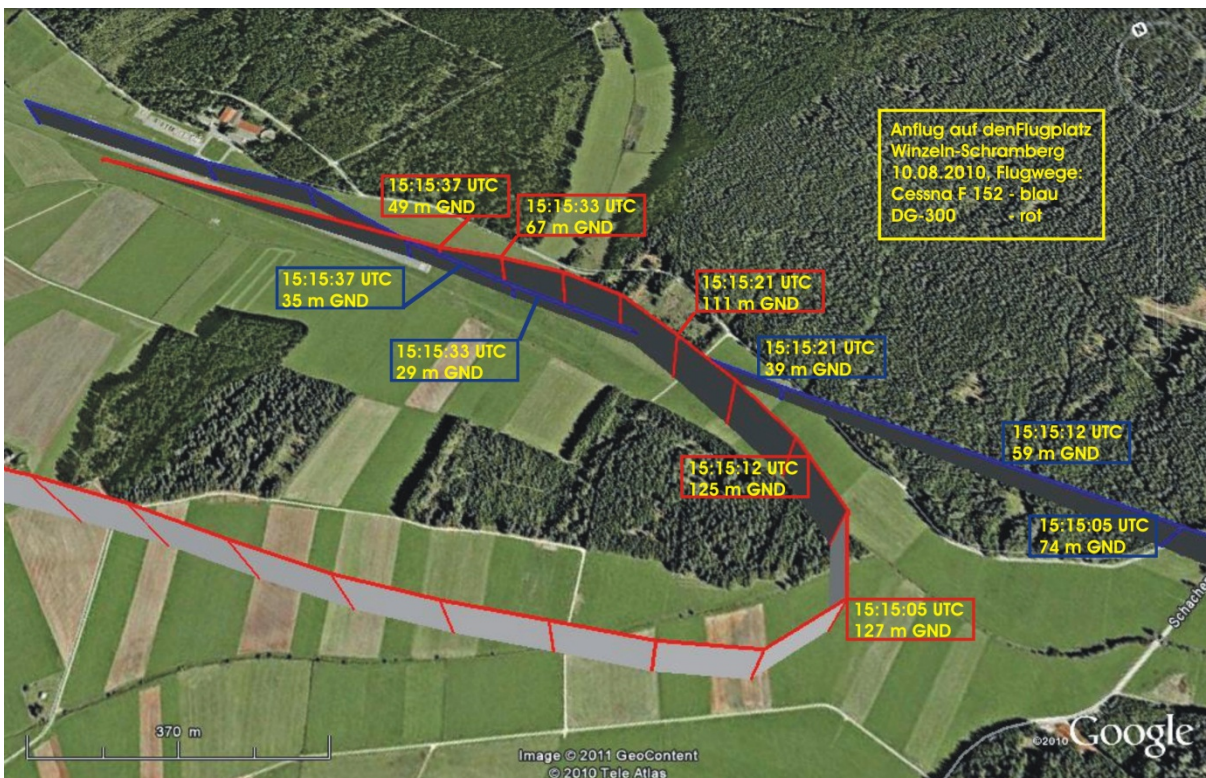 Anflug auf denFlugplatz
Winzeln-Schramberg
10.08.2010, Flugwege:
Cessna F 152 - blau
DG-300 - rot
15:15:37 UTC
49 m GND
15:15:33 UTC
67 m GND
15:15:37 UTC
35 m GND
15:15:21 UTC
111 m GND
15:15:33 UTC
29 m GND
15:15:21 UTC
39 m GND
15:15:12 UTC
59 m GND
15:15:12 UTC
125 m GND
15:15:05 UTC
74 m GND
15:15:05 UTC
127 m GND
Schachen
370 m
N
©2010 Google
Image © 2011 GeoContent
© 2010 Tele Atlas